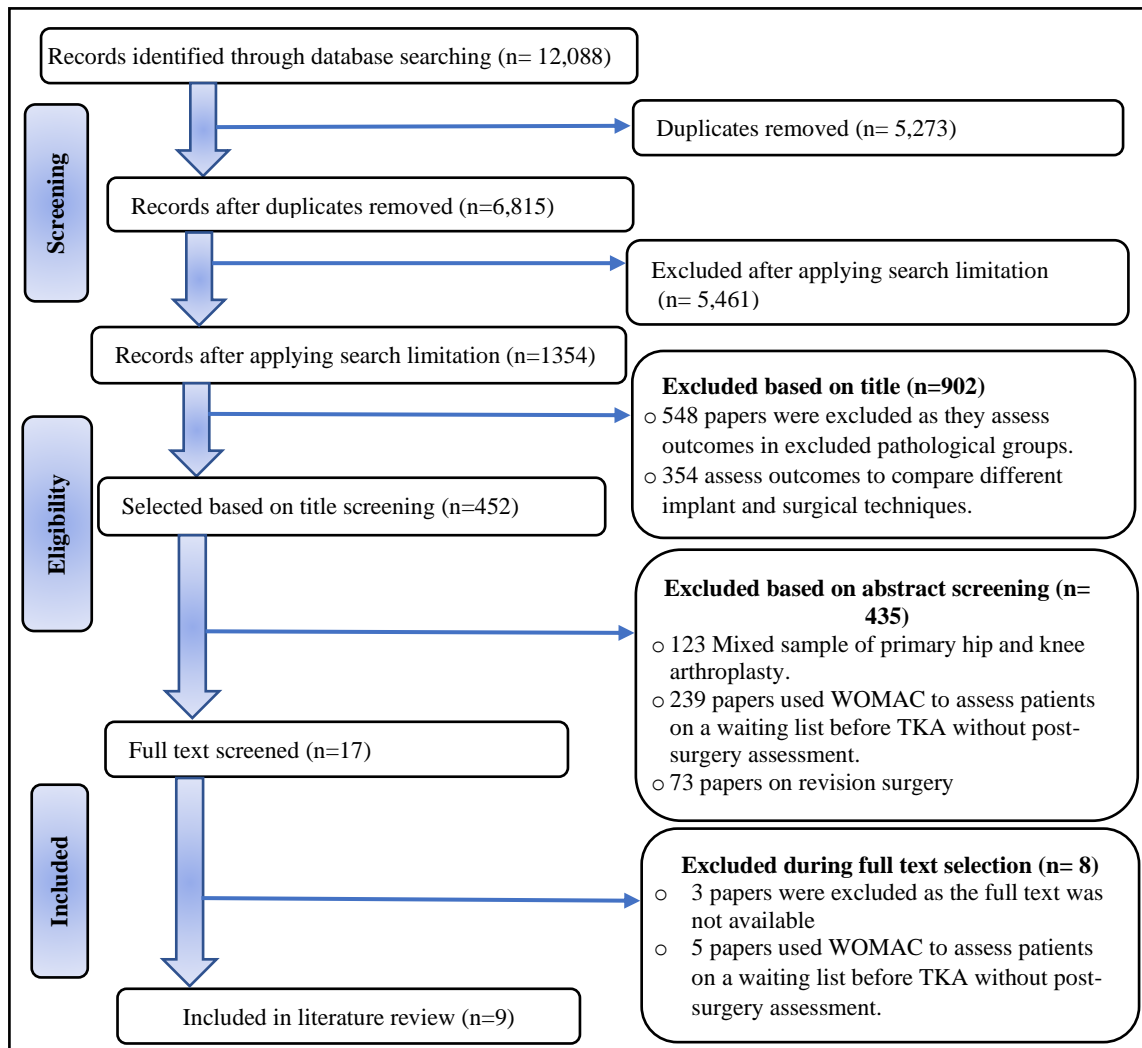 Records identified through database searching (n= 12,088)
Screening
Duplicates removed (n= 5,273)
Records after duplicates removed (n=6,815)
Excluded after applying search limitation
(n= 5,461)
Records after applying search limitation (n=1354)
Excluded based on title (n=902)
o 548 papers were excluded as they assess
outcomes in excluded pathological groups.
o 354 assess outcomes to compare different
implant and surgical techniques.
Eligibility
Selected based on title screening (n=452)
Excluded based on abstract screening (n=
435)
o 123 Mixed sample of primary hip and knee
arthroplasty.
o 239 papers used WOMAC to assess patients
on a waiting list before TKA without post-
surgery assessment.
o 73 papers on revision surgery
Full text screened (n=17)
Included
Excluded during full text selection (n= 8)
o 3 papers were excluded as the full text was
not available
o 5 papers used WOMAC to assess patients
on a waiting list before TKA without post-
surgery assessment.
Included in literature review (n=9)